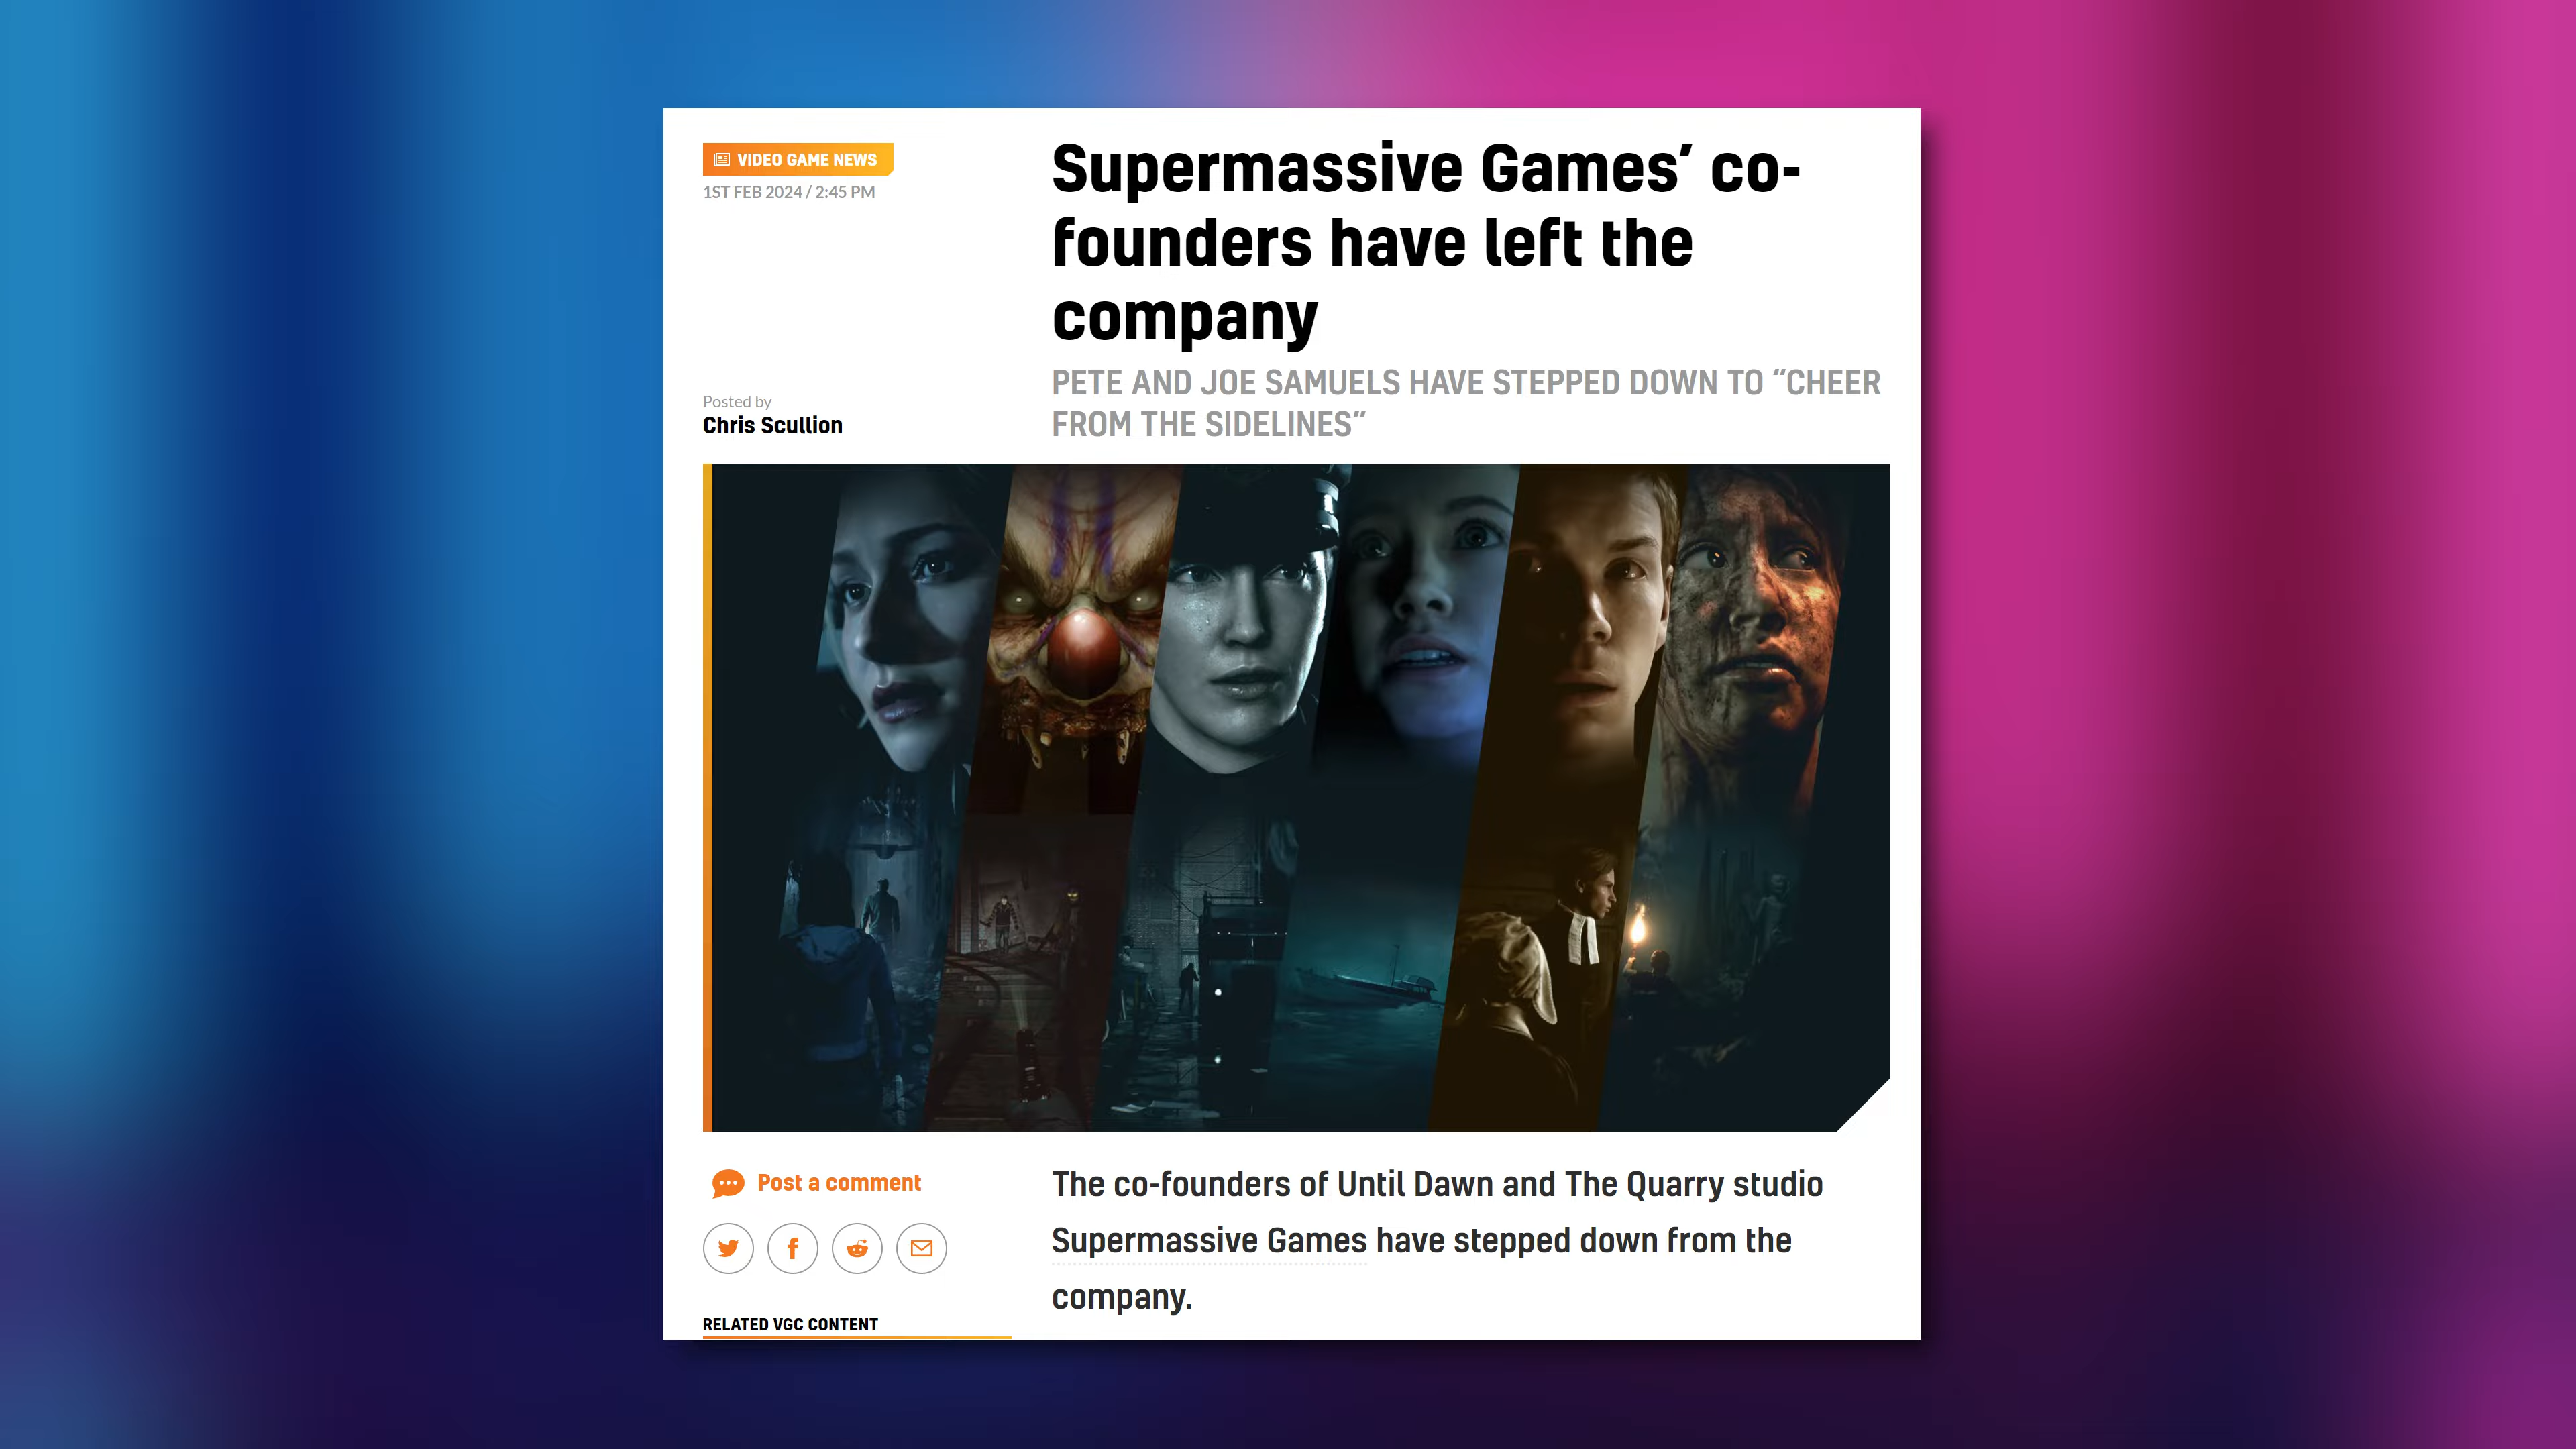 VIDEO GAME NEWS
1ST FEB 2024 / 2:45 PM
Supermassive Games’ co-
founders have left the
company
PETE AND JOE SAMUELS HAVE STEPPED DOWN TO “CHEER
FROM THE SIDELINES”
Posted by
Chris Scullion
Post a comment
The co-founders of Until Dawn and The Quarry studio
Supermassive Games have stepped down from the
company.
RELATED VGC CONTENT